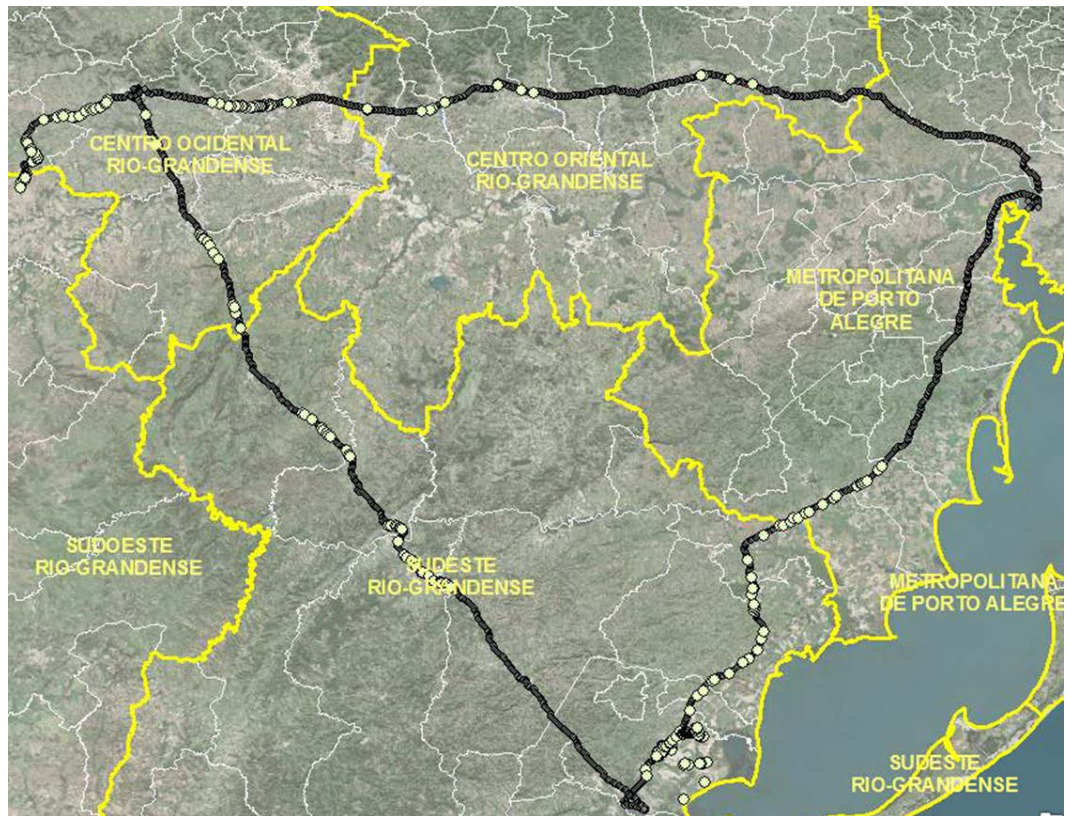 CENTRO OCIDENTAL
RIO-GRANDENSE
CENTRO ORIENTAL
RIO-GRANDENSE
METROPOLITANA
DE PORTO
ALEGRE
SUDOESTE
RIO-GRANDENSE
SUDESTE
RIO-GRANDENSE
METROPOLITANA
DE PORTO ALEGRE
SUDESTE
RIO-GRANDENSE